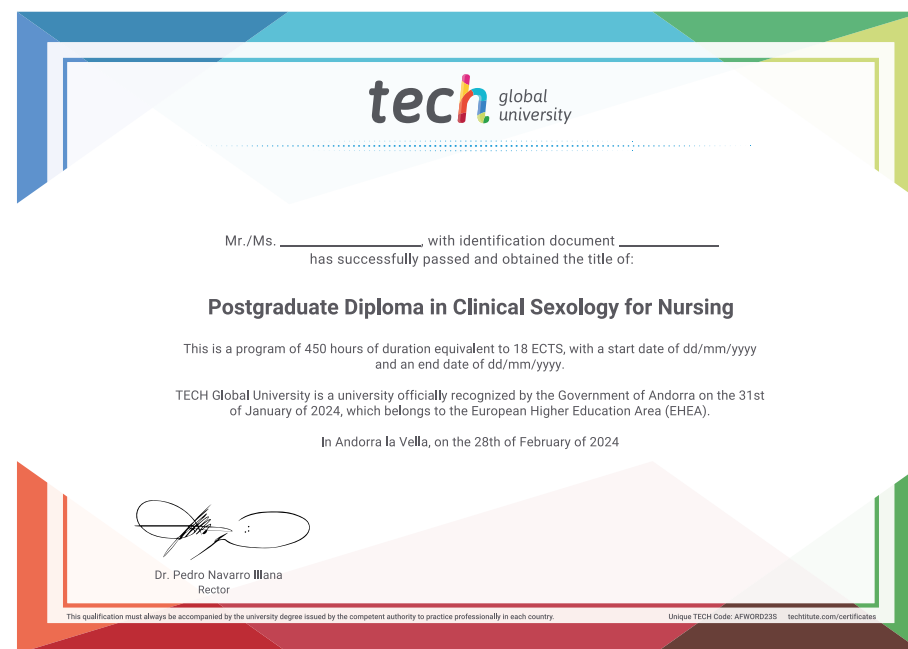 tech global university
Mr./Ms. ____________, with identification document ____________
has successfully passed and obtained the title of:
Postgraduate Diploma in Clinical Sexology for Nursing
This is a program of 450 hours of duration equivalent to 18 ECTS, with a start date of dd/mm/yyyy
and an end date of dd/mm/yyyy.
TECH Global University is a university officially recognized by the Government of Andorra on the 31st
of January of 2024, which belongs to the European Higher Education Area (EHEA).
In Andorra la Vella, on the 28th of February of 2024
Dr. Pedro Navarro Illana
Rector
This qualification must always be accompanied by the university degree issued by the competent authority to practice professionally in each country.
Unique TECH Code: AFWORD23S techtitute.com/certificates